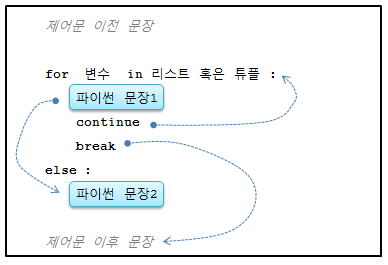 제어문 이전 문장
for 변수 in 리스트 혹은 튜플 :
파이썬 문장1
continue
break
else :
파이썬 문장2
제어문 이후 문장